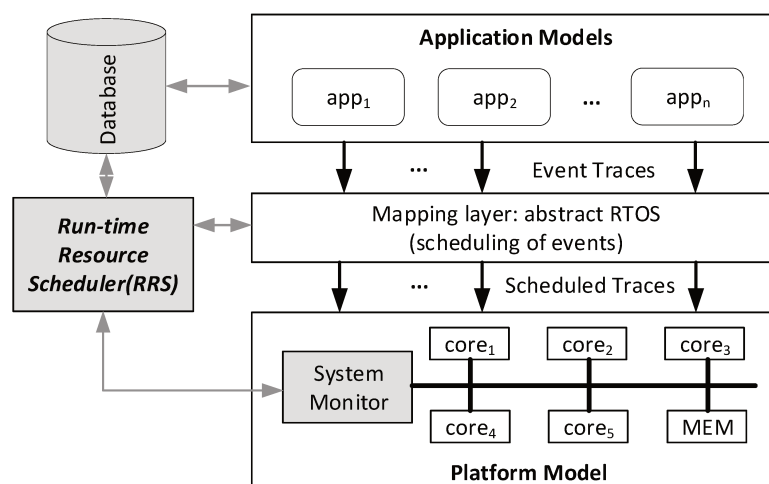 Application Models
Database
app₁
app₂
...
appₙ
...
Event Traces
Run-time
Resource
Scheduler(RRS)
Mapping layer: abstract RTOS
(scheduling of events)
...
Scheduled Traces
core₁
core₂
core₃
System
Monitor
core₄
core₅
MEM
Platform Model